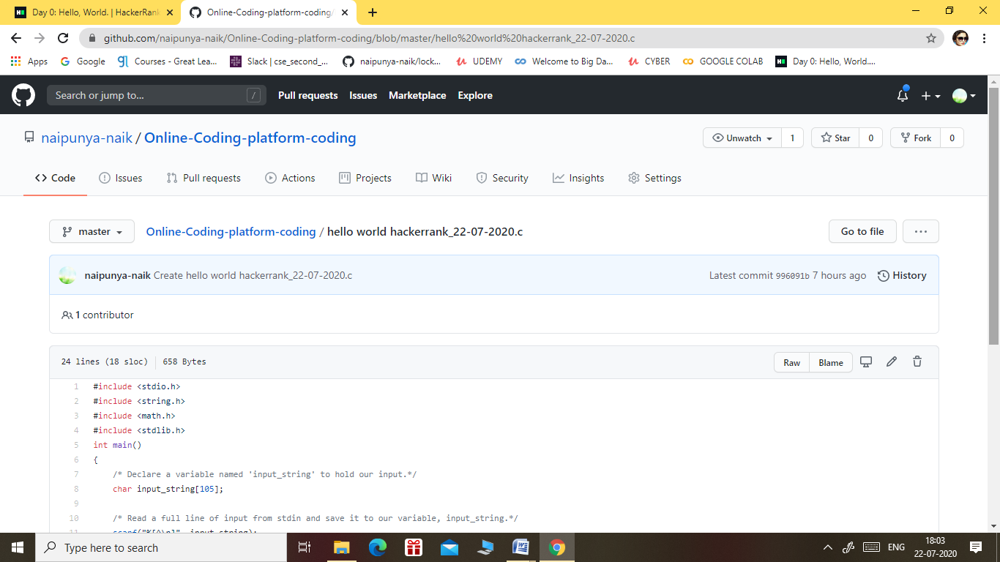 Day 0: Hello, World. | HackerRank
Online-Coding-platform-coding/
github.com/naipunya-naik/Online-Coding-platform-coding/blob/master/hello%20world%20hackerrank_22-07-2020.c
Apps Google Courses - Great Lea... Slack | cse_second_... naipunya-naik/lock... UDEMY Welcome to Big Da... CYBER GOOGLE COLAB Day 0: Hello, World....
Search or jump to... / Pull requests Issues Marketplace Explore
naipunya-naik / Online-Coding-platform-coding
Unwatch 1 Star 0 Fork 0
Code Issues Pull requests Actions Projects Wiki Security Insights Settings
master Online-Coding-platform-coding / hello world hackerrank_22-07-2020.c Go to file ...
naipunya-naik Create hello world hackerrank_22-07-2020.c Latest commit 996091b 7 hours ago History
1 contributor
24 lines (18 sloc) 658 Bytes Raw Blame
1 #include <stdio.h>
2 #include <string.h>
3 #include <math.h>
4 #include <stdlib.h>
5 int main()
6 {
7 /* Declare a variable named 'input_string' to hold our input.*/
8 char input_string[105];
9
10 /* Read a full line of input from stdin and save it to our variable, input_string.*/
11 scanf("%[^\n]", input_string);
Type here to search
ENG
18:03
22-07-2020